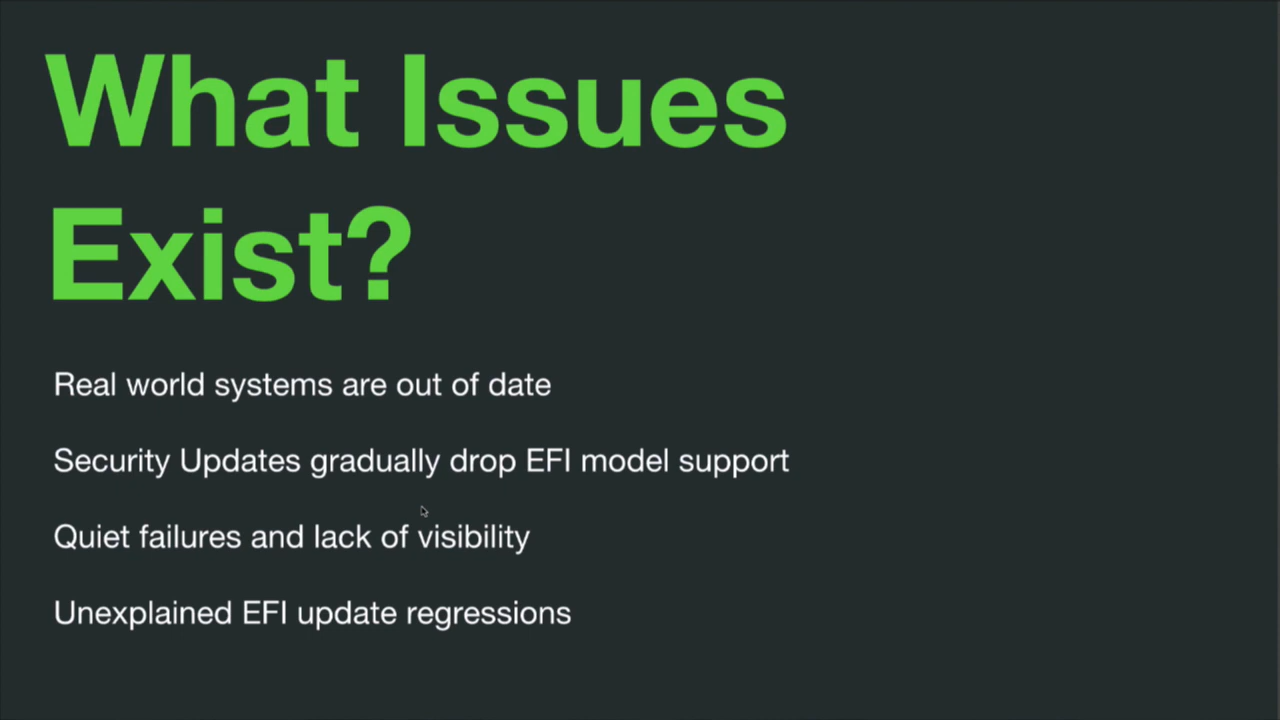 What Issues
Exist?
Real world systems are out of date
Security Updates gradually drop EFI model support
Quiet failures and lack of visibility
Unexplained EFI update regressions